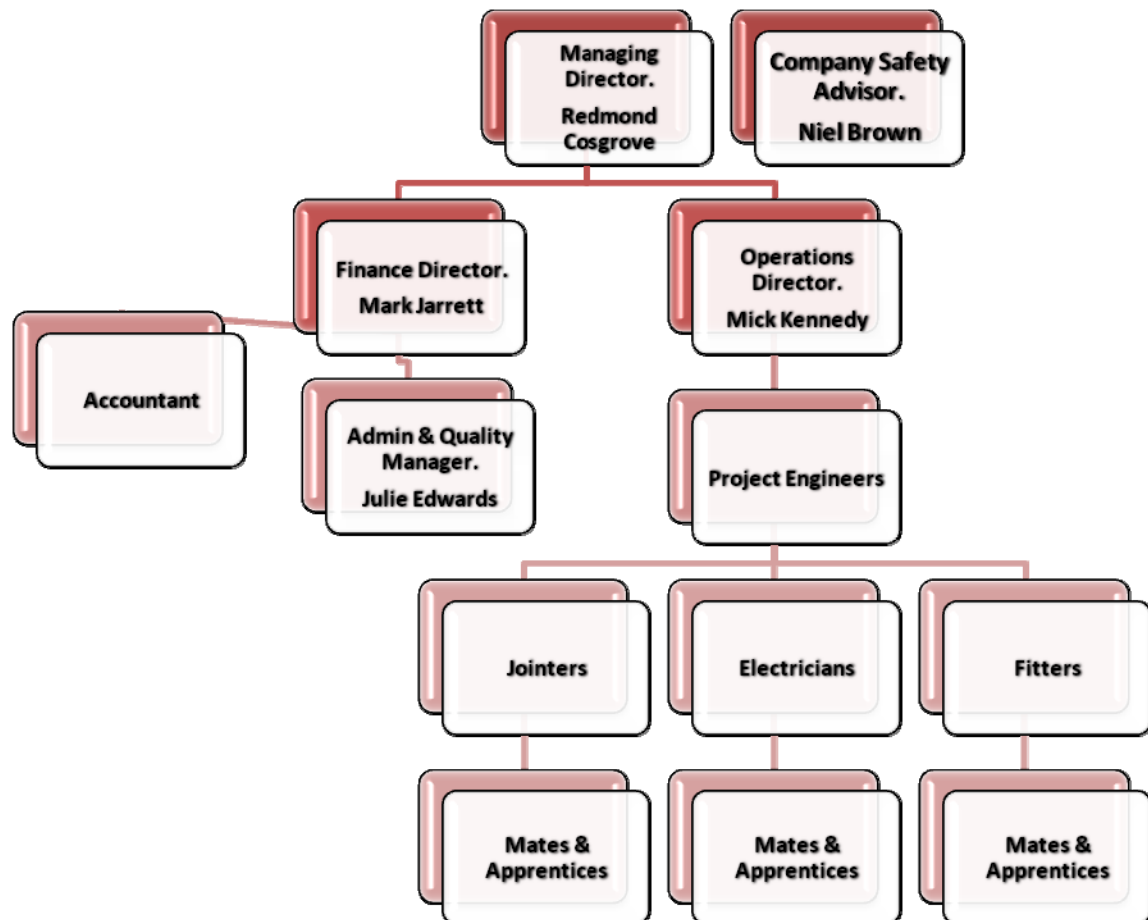 Managing
Director.
Redmond
Cosgrove
Company Safety
Advisor.
Niel Brown
Finance Director.
Mark Jarrett
Operations
Director.
Mick Kennedy
Accountant
Admin & Quality
Manager.
Julie Edwards
Project Engineers
Jointers
Electricians
Fitters
Mates &
Apprentices
Mates &
Apprentices
Mates &
Apprentices